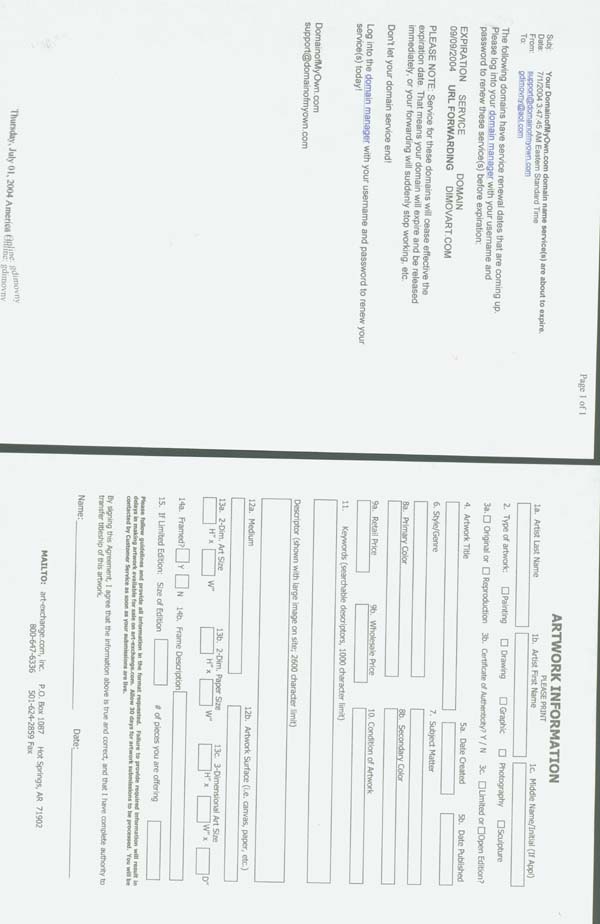 Page 1 of 1
Subj: Your DomainofMyOwn.com domain name service(s) are about to expire.
Date: 7/1/2004 3:47:45 AM Eastern Standard Time
From: support@domainofmyown.com
To: gdimovny@aol.com
The following domains have service renewal dates that are coming up.
Please log into your domain manager with your username and
password to renew these service(s) before expiration:
EXPIRATION SERVICE DOMAIN
09/09/2004 URL FORWARDING DIMOVART.COM
PLEASE NOTE: Service for these domains will cease effective the
expiration date. That means your domain will expire and be released
immediately, or your forwarding will suddenly stop working, etc.
Don't let your domain service end!
Log into the domain manager with your username and password to renew your
service(s) today!
DomainofMyOwn.com
support@domainofmyown.com
Thursday, July 01, 2004 America Online: gdimovny
ARTWORK INFORMATION
PLEASE PRINT
1a. Artist Last Name 1b. Artist First Name 1c. Middle Name/Initial (If Appl)
2. Type of artwork: Painting Drawing Graphic Photography Sculpture
3a. Original or Reproduction 3b. Certificate of Authenticity? Y / N 3c. Limited or Open Edition?
4. Artwork Title 5a. Date Created 5b. Date Published
6. Style/Genre 7. Subject Matter
8a. Primary Color 8b. Secondary Color
9a. Retail Price 9b. Wholesale Price 10. Condition of Artwork
11. Keywords (searchable descriptors, 1000 character limit)
Descriptor (shown with large image on site; 2600 character limit)
12a. Medium 12b. Artwork Surface (i.e. canvas, paper, etc.)
13a. 2-Dim. Art Size 13b. 2-Dim. Paper Size 13c. 3-Dimensional Art Size
H" x W" H" x W" H" x W" x D"
14a. Framed? Y N 14b. Frame Description
15. If Limited Edition: Size of Edition # of pieces you are offering
Please follow guidelines and provide all information in the format requested. Failure to provide required information will result in
delays in making artwork available for sale on art-exchange.com. Allow 30 days for artwork submissions to be processed. You will be
contacted by Customer Service as soon as your submissions are live.
By signing this Agreement, I agree that the information above is true and correct, and that I have complete authority to
transfer titleship of this artwork.
Name: Date:
MAILTO: art-exchange.com, inc P.O. Box 1087 Hot Springs, AR 71902
800-647-6336 501-624-2859 Fax